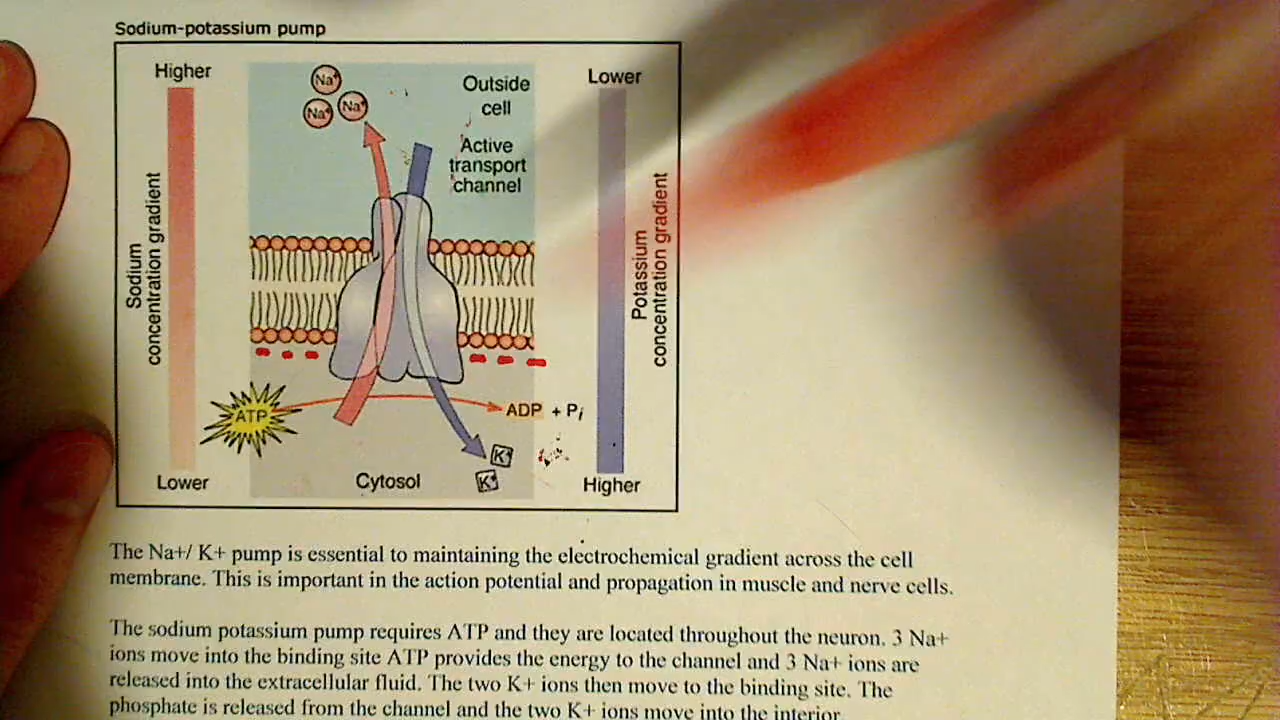 Sodium-potassium pump
Higher
Lower
Na+
Na+
Na+
Outside
cell
Active
transport
channel
Sodium
concentration gradient
Potassium
concentration gradient
ATP
ADP + Pi
K+
K+
Lower
Cytosol
Higher
The Na+/ K+ pump is essential to maintaining the electrochemical gradient across the cell
membrane. This is important in the action potential and propagation in muscle and nerve cells.
The sodium potassium pump requires ATP and they are located throughout the neuron. 3 Na+
ions move into the binding site ATP provides the energy to the channel and 3 Na+ ions are
released into the extracellular fluid. The two K+ ions then move to the binding site. The
phosphate is released from the channel and the two K+ ions move into the interior.